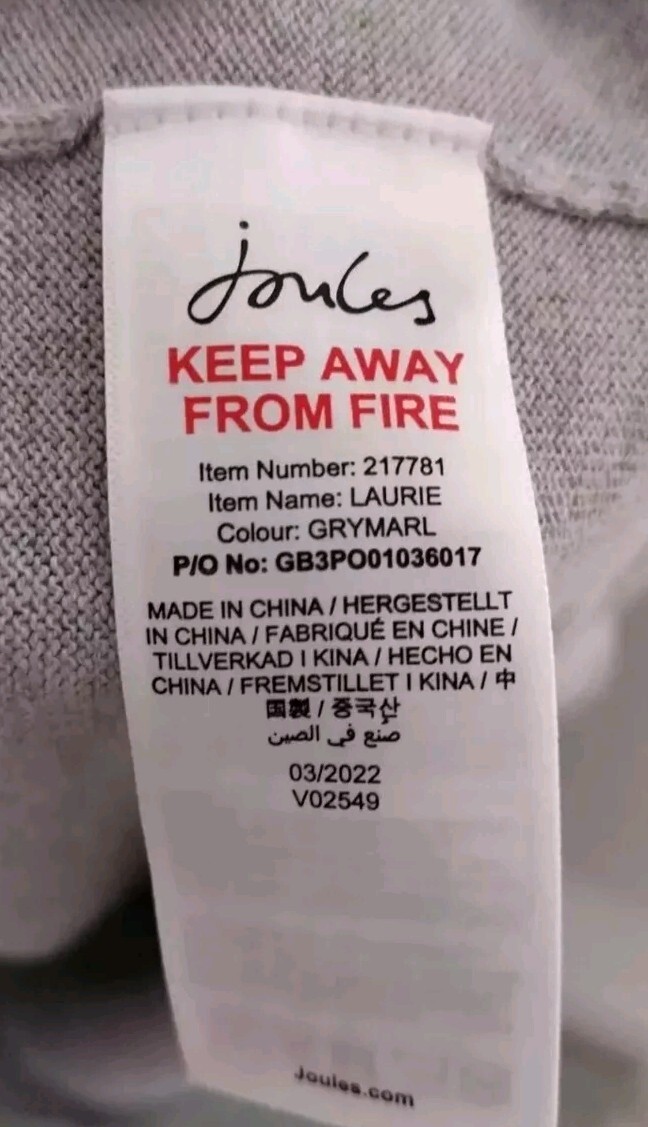 joules
KEEP AWAY
FROM FIRE
Item Number: 217781
Item Name: LAURIE
Colour: GRYMARL
P/O No: GB3PO01036017
MADE IN CHINA / HERGESTELLT
IN CHINA / FABRIQUÉ EN CHINE /
TILLVERKAD I KINA / HECHO EN
CHINA / FREMSTILLET I KINA / 中
国製 / 중국산
صنع في الصين
03/2022
V02549
Joules.com